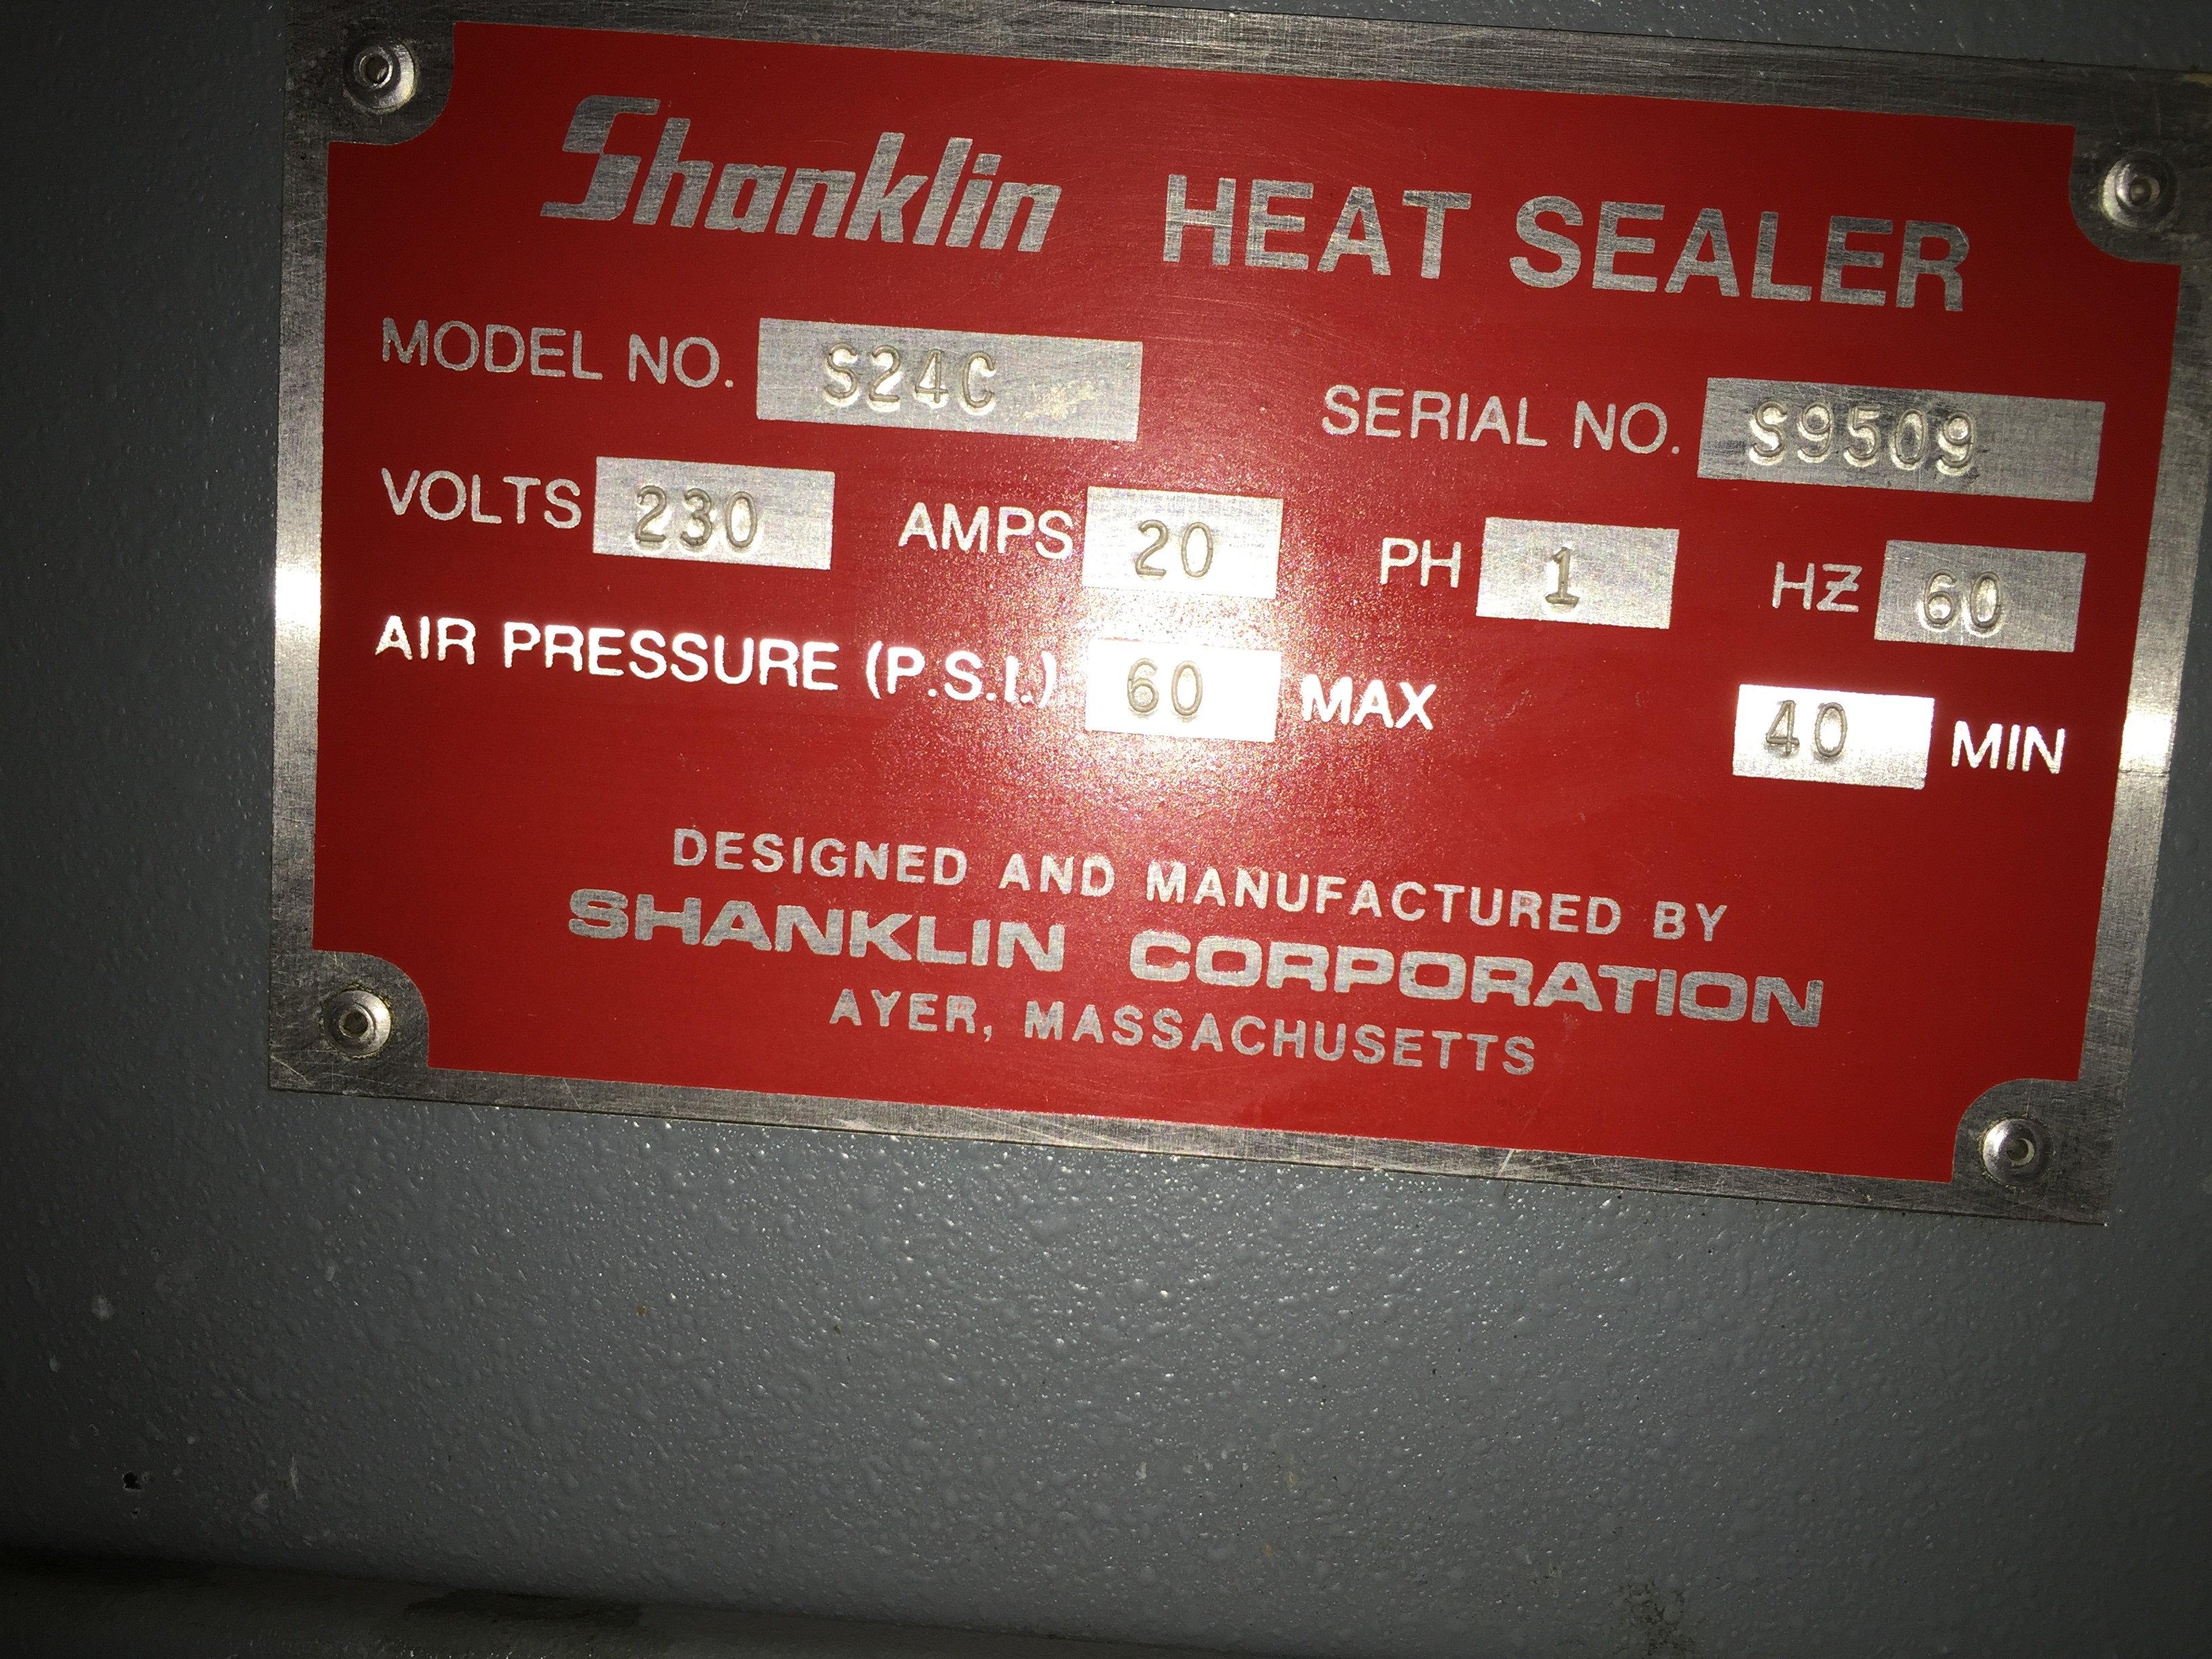 Shanklin HEAT SEALER
MODEL NO. S24C SERIAL NO. S9509
VOLTS 230 AMPS 20 PH 1 HZ 60
AIR PRESSURE (P.S.I.) 60 MAX 40 MIN
DESIGNED AND MANUFACTURED BY
SHANKLIN CORPORATION
AYER, MASSACHUSETTS